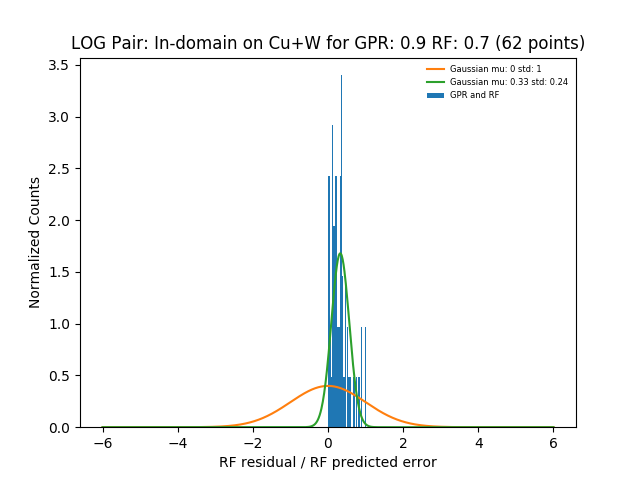 LOG Pair: In-domain on Cu+W for GPR: 0.9 RF: 0.7 (62 points)
Gaussian mu: 0 std: 1
Gaussian mu: 0.33 std: 0.24
GPR and RF
Normalized Counts
3.5
3.0
2.5
2.0
1.5
1.0
0.5
0.0
−6
−4
−2
0
2
4
6
RF residual / RF predicted error